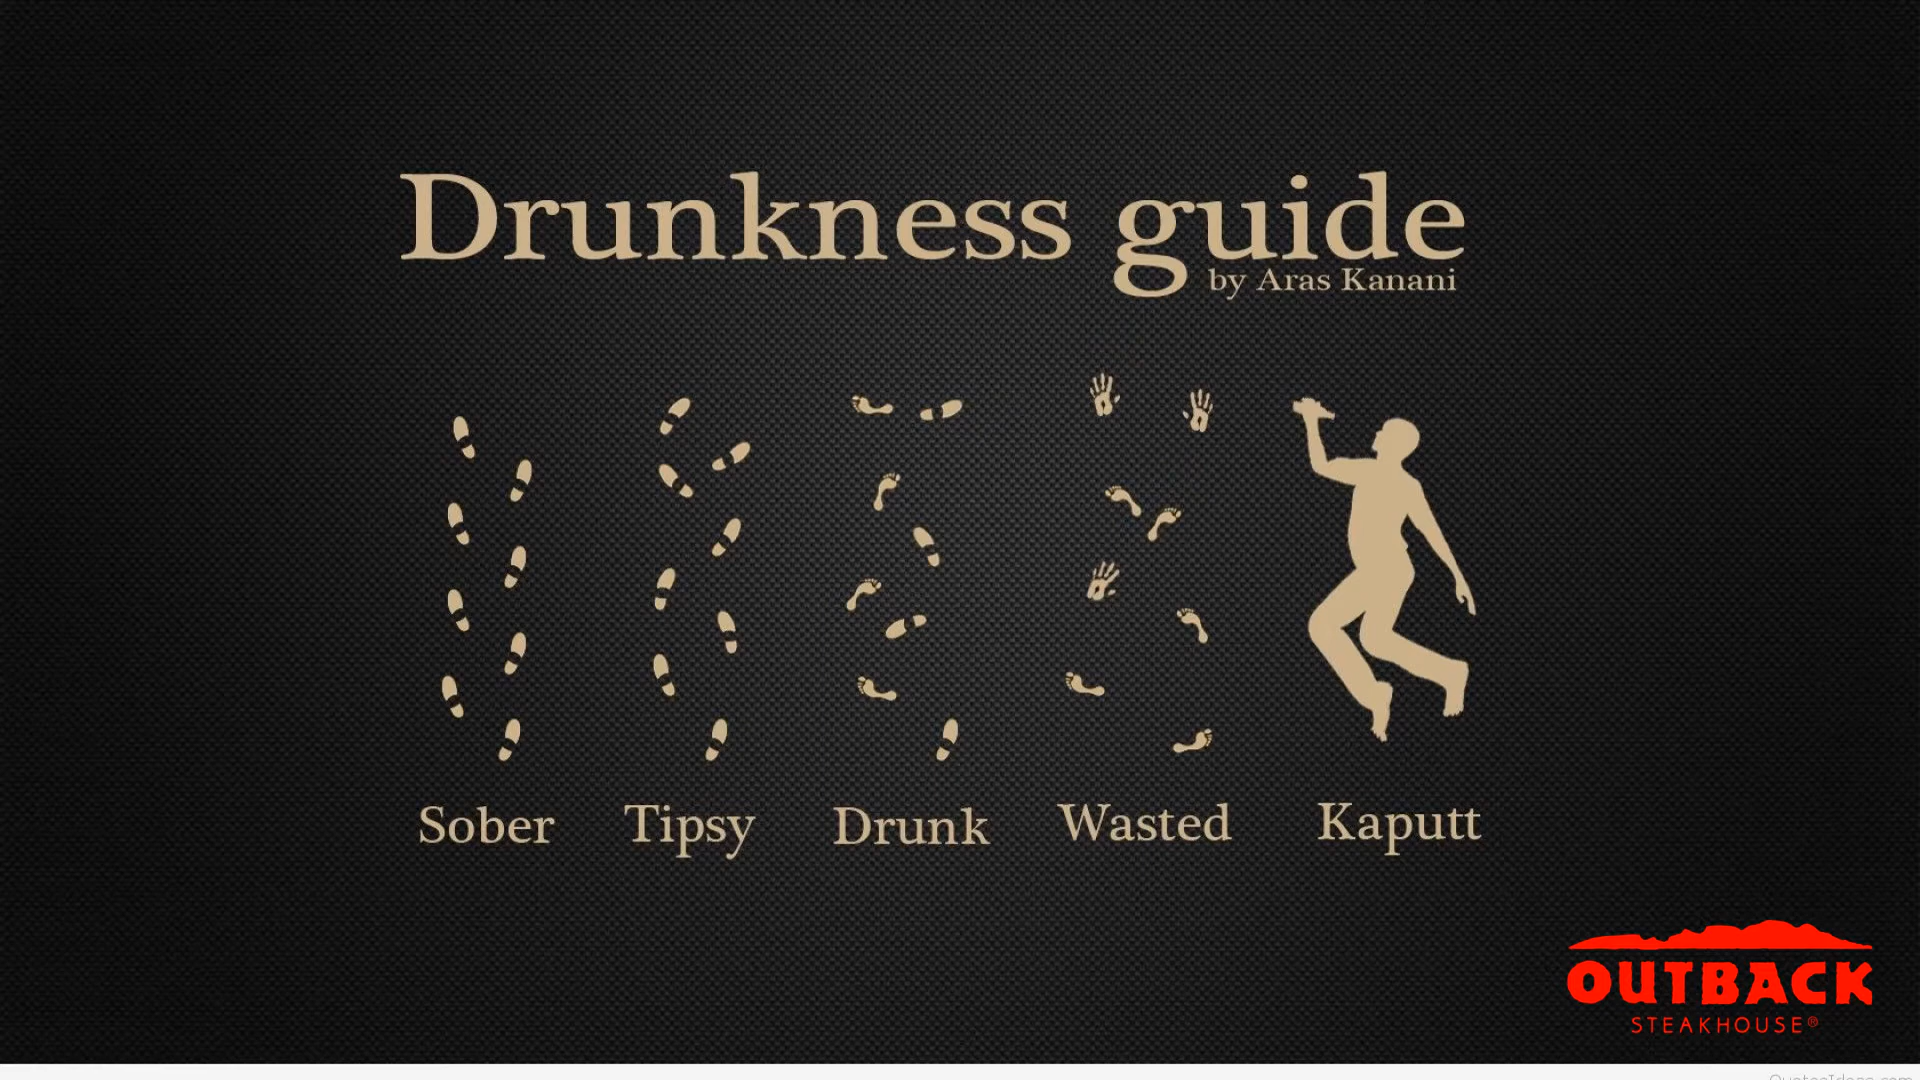 Drunkness guide
by Aras Kanani
Sober Tipsy Drunk Wasted Kaputt
OUTBACK
STEAKHOUSE®